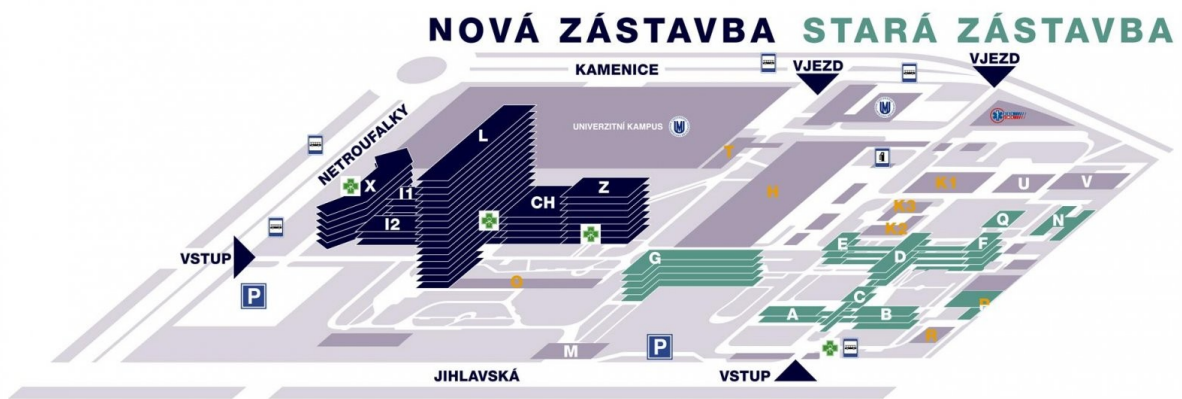 NOVÁ ZÁSTAVBA STARÁ ZÁSTAVBA
KAMENICE
VJEZD
VJEZD
NETROUFALKY
UNIVERZITNÍ KAMPUS
L
T
X
I1
I2
CH
Z
H
K1
U
V
K3
K2
Q
N
E
D
F
G
VSTUP
P
C
A
B
M
P
JIHLAVSKÁ
VSTUP